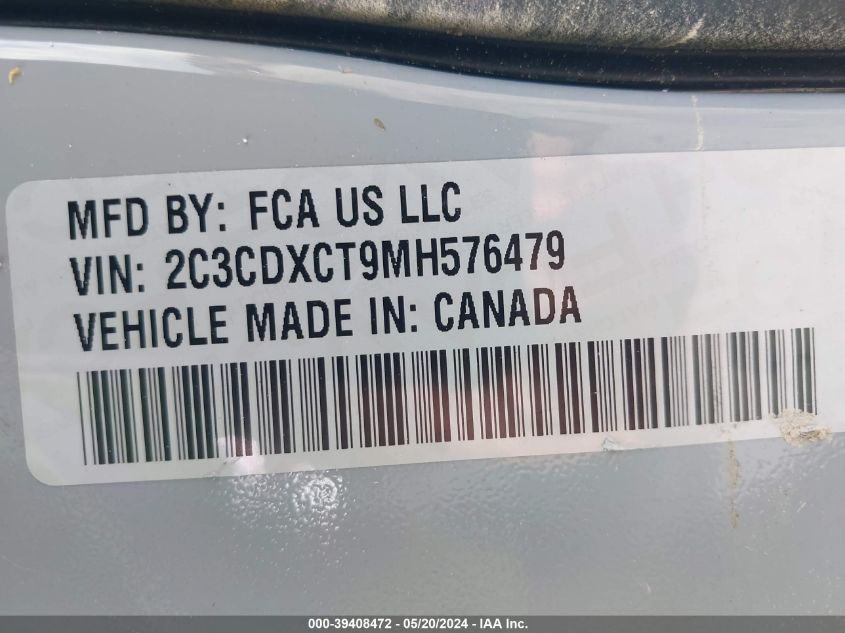 MFD BY: FCA US LLC
VIN: 2C3CDXCT9MH576479
VEHICLE MADE IN: CANADA
000-39408472 - 05/20/2024 - IAA Inc.